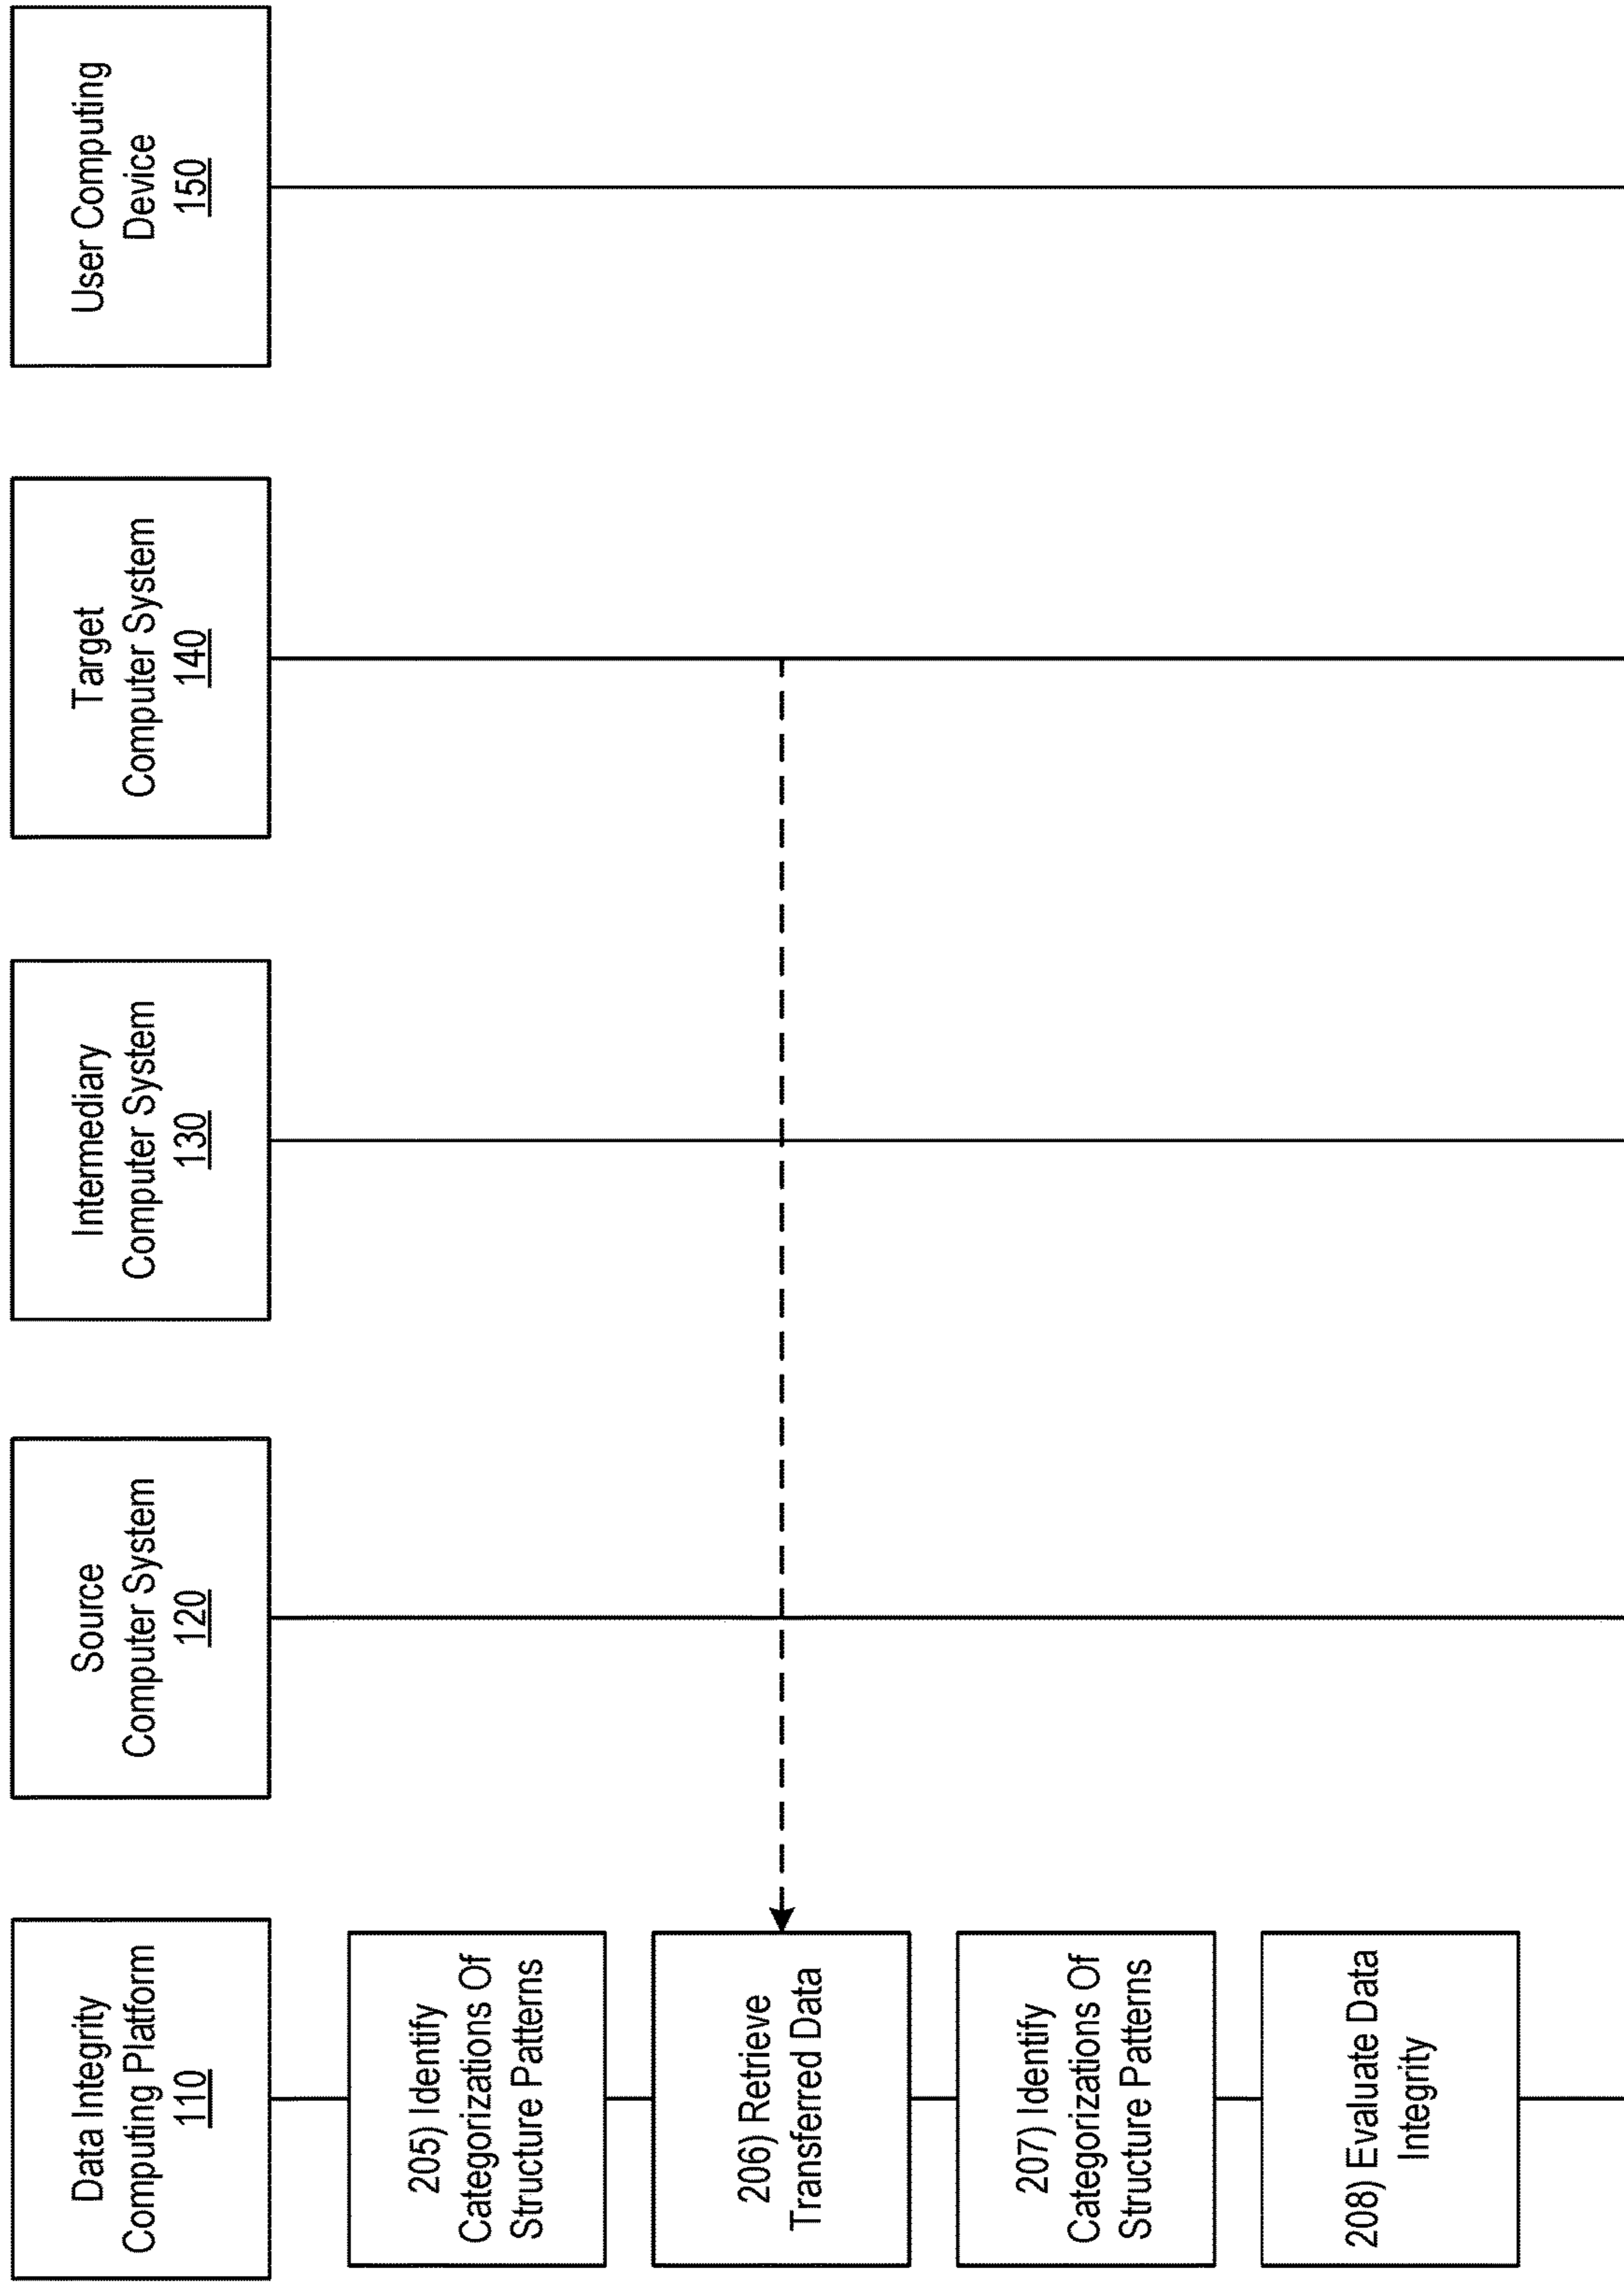 Data Integrity
Computing Platform
110
Source
Computer System
120
Intermediary
Computer System
130
Target
Computer System
140
User Computing
Device
150
205) Identify
Categorizations Of
Structure Patterns
206) Retrieve
Transferred Data
207) Identify
Categorizations Of
Structure Patterns
208) Evaluate Data
Integrity